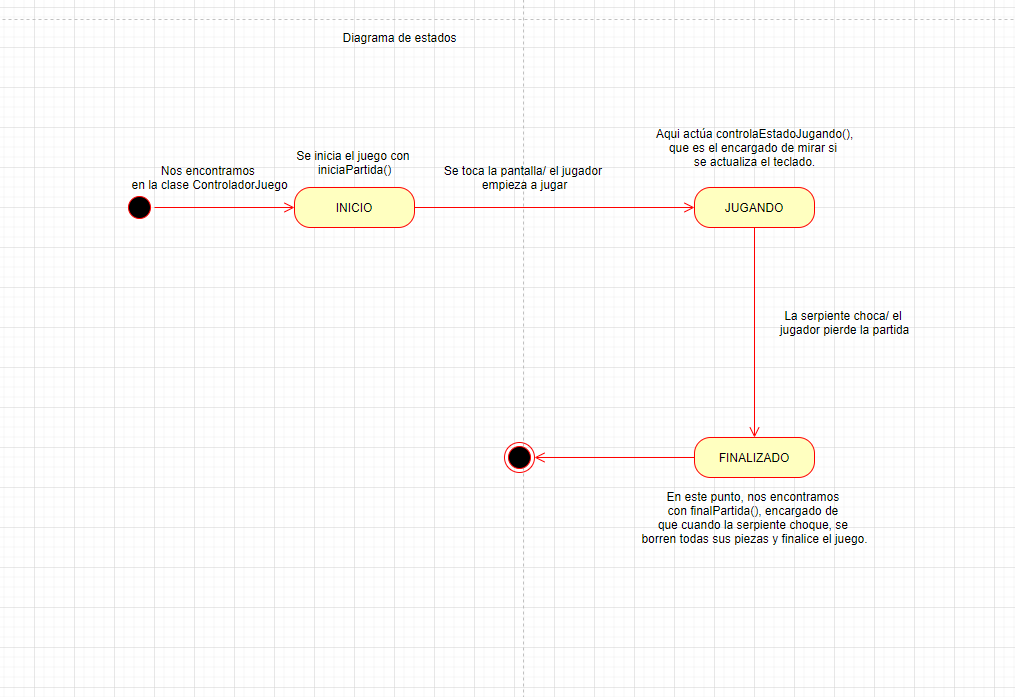 Diagrama de estados
Nos encontramos
en la clase ControladorJuego
Se inicia el juego con
iniciaPartida()
INICIO
Se toca la pantalla/ el jugador
empieza a jugar
Aqui actúa controlaEstadoJugando(),
que es el encargado de mirar si
se actualiza el teclado.
JUGANDO
La serpiente choca/ el
jugador pierde la partida
FINALIZADO
En este punto, nos encontramos
con finalPartida(), encargado de
que cuando la serpiente choque, se
borren todas sus piezas y finalice el juego.